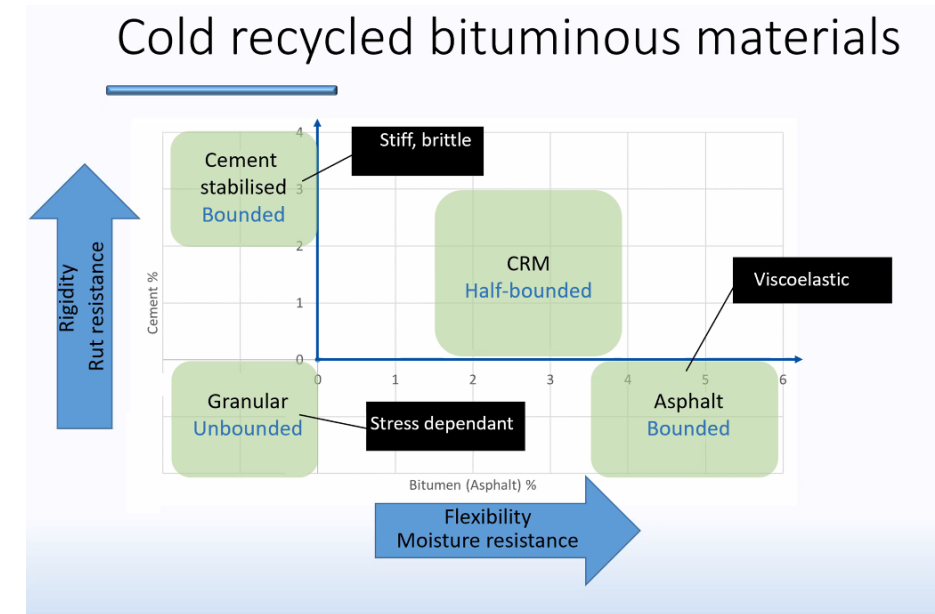 Cold recycled bituminous materials
4
Stiff, brittle
Cement
stabilised
Bounded
3
2
CRM
Half-bounded
Viscoelastic
Rigidity
Rut resistance
Cement %
1
0
0
1
2
3
4
5
6
Granular
Unbounded
Stress dependant
Asphalt
Bounded
Bitumen (Asphalt) %
Flexibility
Moisture resistance